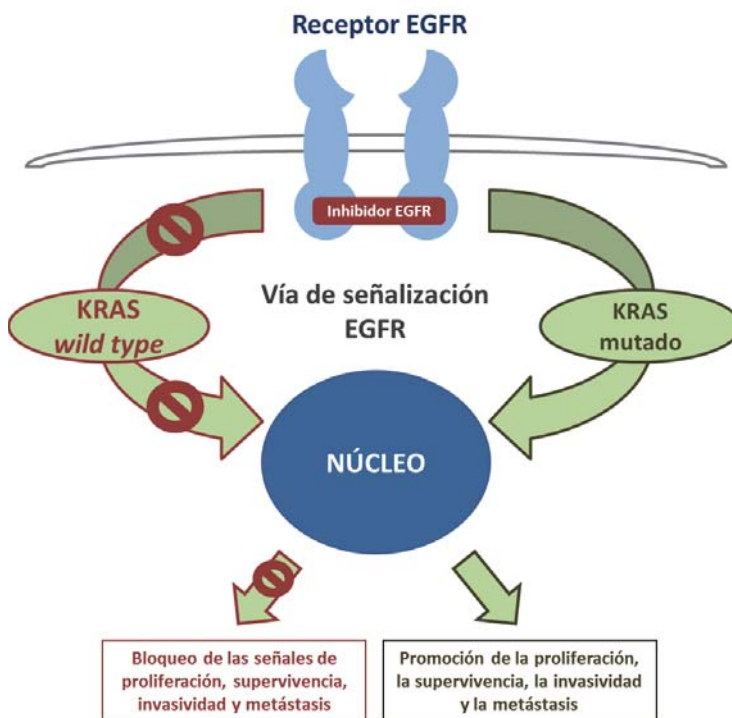 Receptor EGFR
Inhibidor EGFR
KRAS
wild type
Vía de señalización
EGFR
KRAS
mutado
NÚCLEO
Bloqueo de las señales de
proliferación, supervivencia,
invasividad y metástasis
Promoción de la proliferación,
la supervivencia, la invasividad
y la metástasis